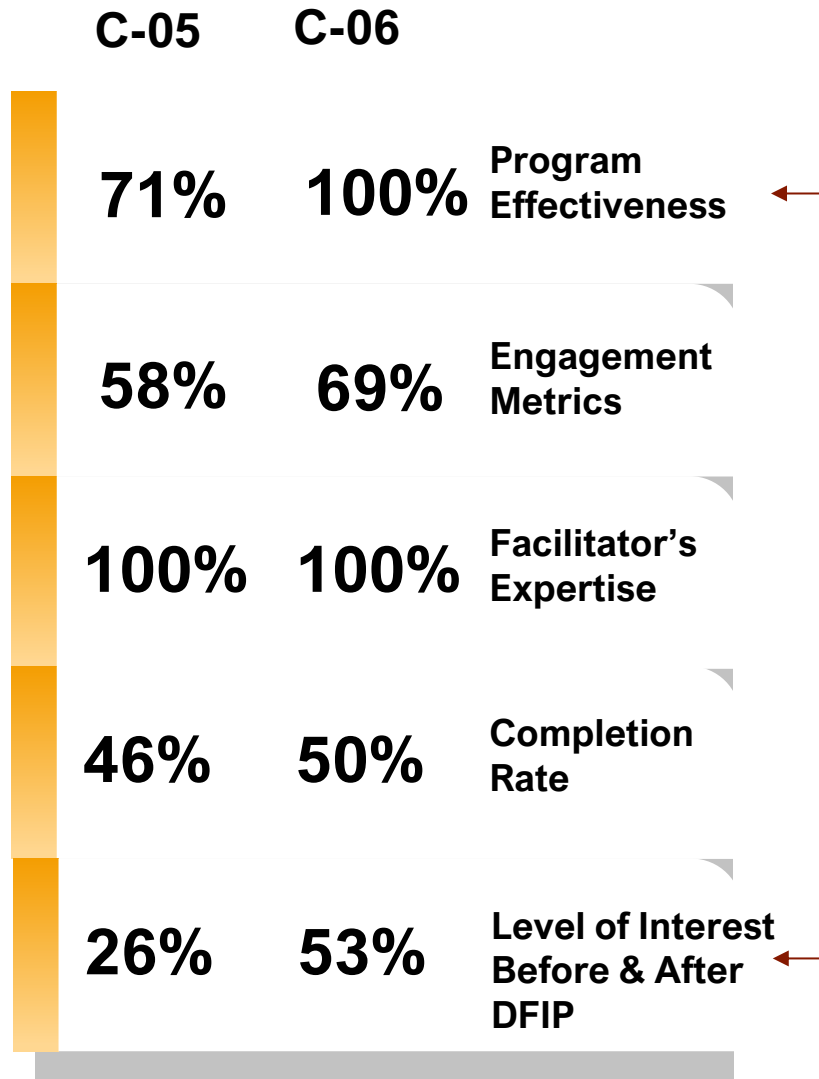 C-05 C-06
71% 100% Program
Effectiveness
58% 69% Engagement
Metrics
100% 100% Facilitator’s
Expertise
46% 50% Completion
Rate
26% 53% Level of Interest
Before & After
DFIP